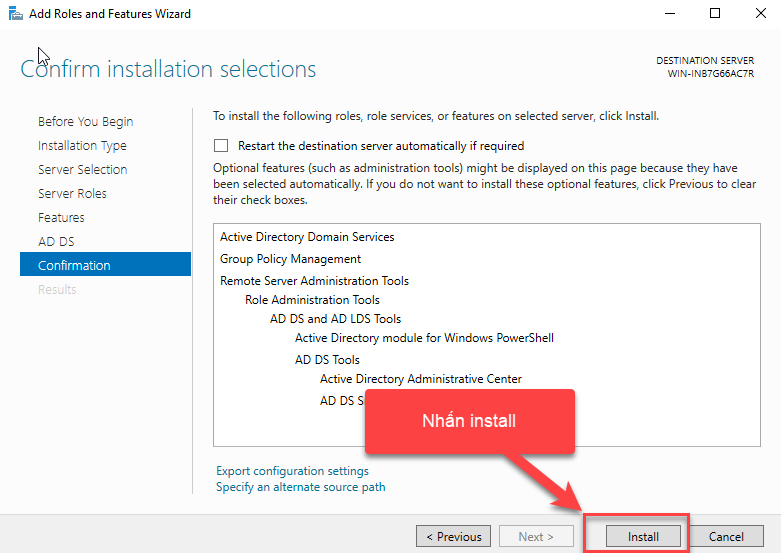 Add Roles and Features Wizard
Confirm installation selections
DESTINATION SERVER
WIN-INB7G66AC7R
Before You Begin
Installation Type
Server Selection
Server Roles
Features
AD DS
Confirmation
Results
To install the following roles, role services, or features on selected server, click Install.
Restart the destination server automatically if required
Optional features (such as administration tools) might be displayed on this page because they have
been selected automatically. If you do not want to install these optional features, click Previous to clear
their check boxes.
Active Directory Domain Services
Group Policy Management
Remote Server Administration Tools
Role Administration Tools
AD DS and AD LDS Tools
Active Directory module for Windows PowerShell
AD DS Tools
Active Directory Administrative Center
AD DS
Nhấn install
Export configuration settings
Specify an alternate source path
< Previous
Next >
Install
Cancel